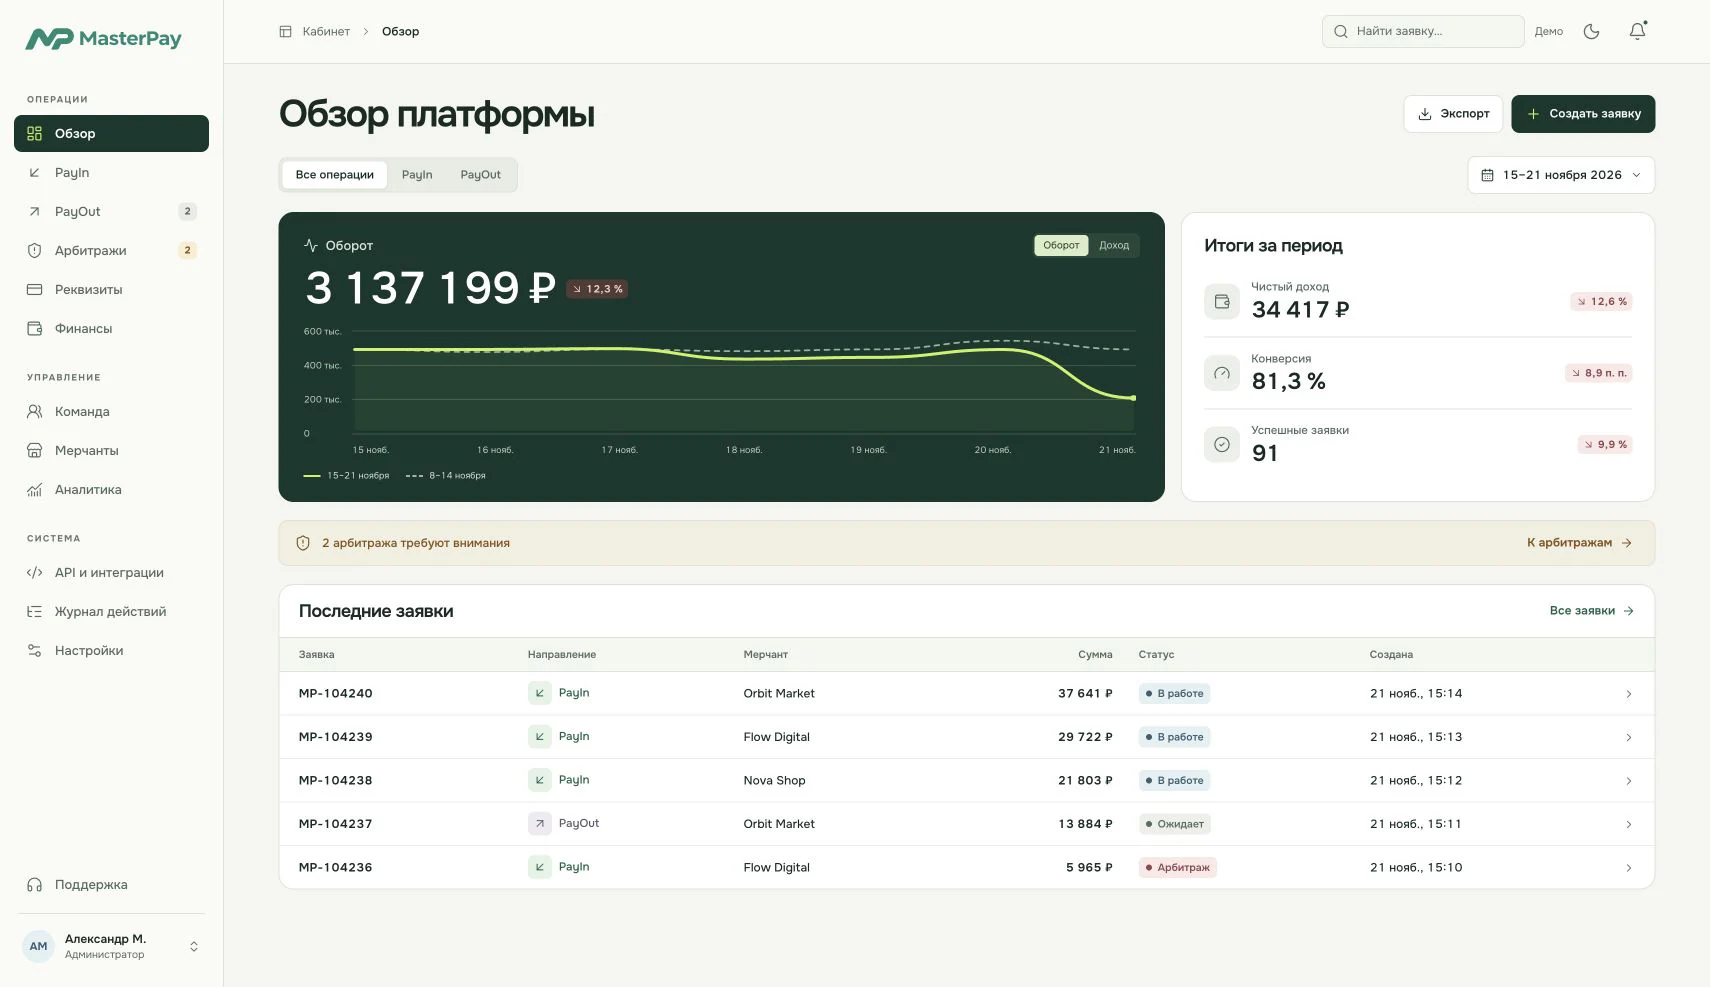 MasterPay
Кабинет > Обзор
Найти заявку...
Демо
ОПЕРАЦИИ
Обзор
PayIn
PayOut 2
Арбитражи 2
Реквизиты
Финансы
УПРАВЛЕНИЕ
Команда
Мерчанты
Аналитика
СИСТЕМА
API и интеграции
Журнал действий
Настройки
Поддержка
AM
Александр М.
Администратор
Обзор платформы
Экспорт
Создать заявку
Все операции PayIn PayOut
15–21 ноября 2026
Оборот
Оборот Доход
3 137 199 ₽ 12,3 %
600 тыс.
400 тыс.
200 тыс.
0
15 нояб. 16 нояб. 17 нояб. 18 нояб. 19 нояб. 20 нояб. 21 нояб.
15–21 ноября 8–14 ноября
Итоги за период
Чистый доход
34 417 ₽ 12,6 %
Конверсия
81,3 % 8,9 п. п.
Успешные заявки
91 9,9 %
2 арбитража требуют внимания
К арбитражам
Последние заявки
Все заявки
Заявка Направление Мерчант Сумма Статус Создана
MP-104240 PayIn Orbit Market 37 641 ₽ В работе 21 нояб., 15:14
MP-104239 PayIn Flow Digital 29 722 ₽ В работе 21 нояб., 15:13
MP-104238 PayIn Nova Shop 21 803 ₽ В работе 21 нояб., 15:12
MP-104237 PayOut Orbit Market 13 884 ₽ Ожидает 21 нояб., 15:11
MP-104236 PayIn Flow Digital 5 965 ₽ Арбитраж 21 нояб., 15:10